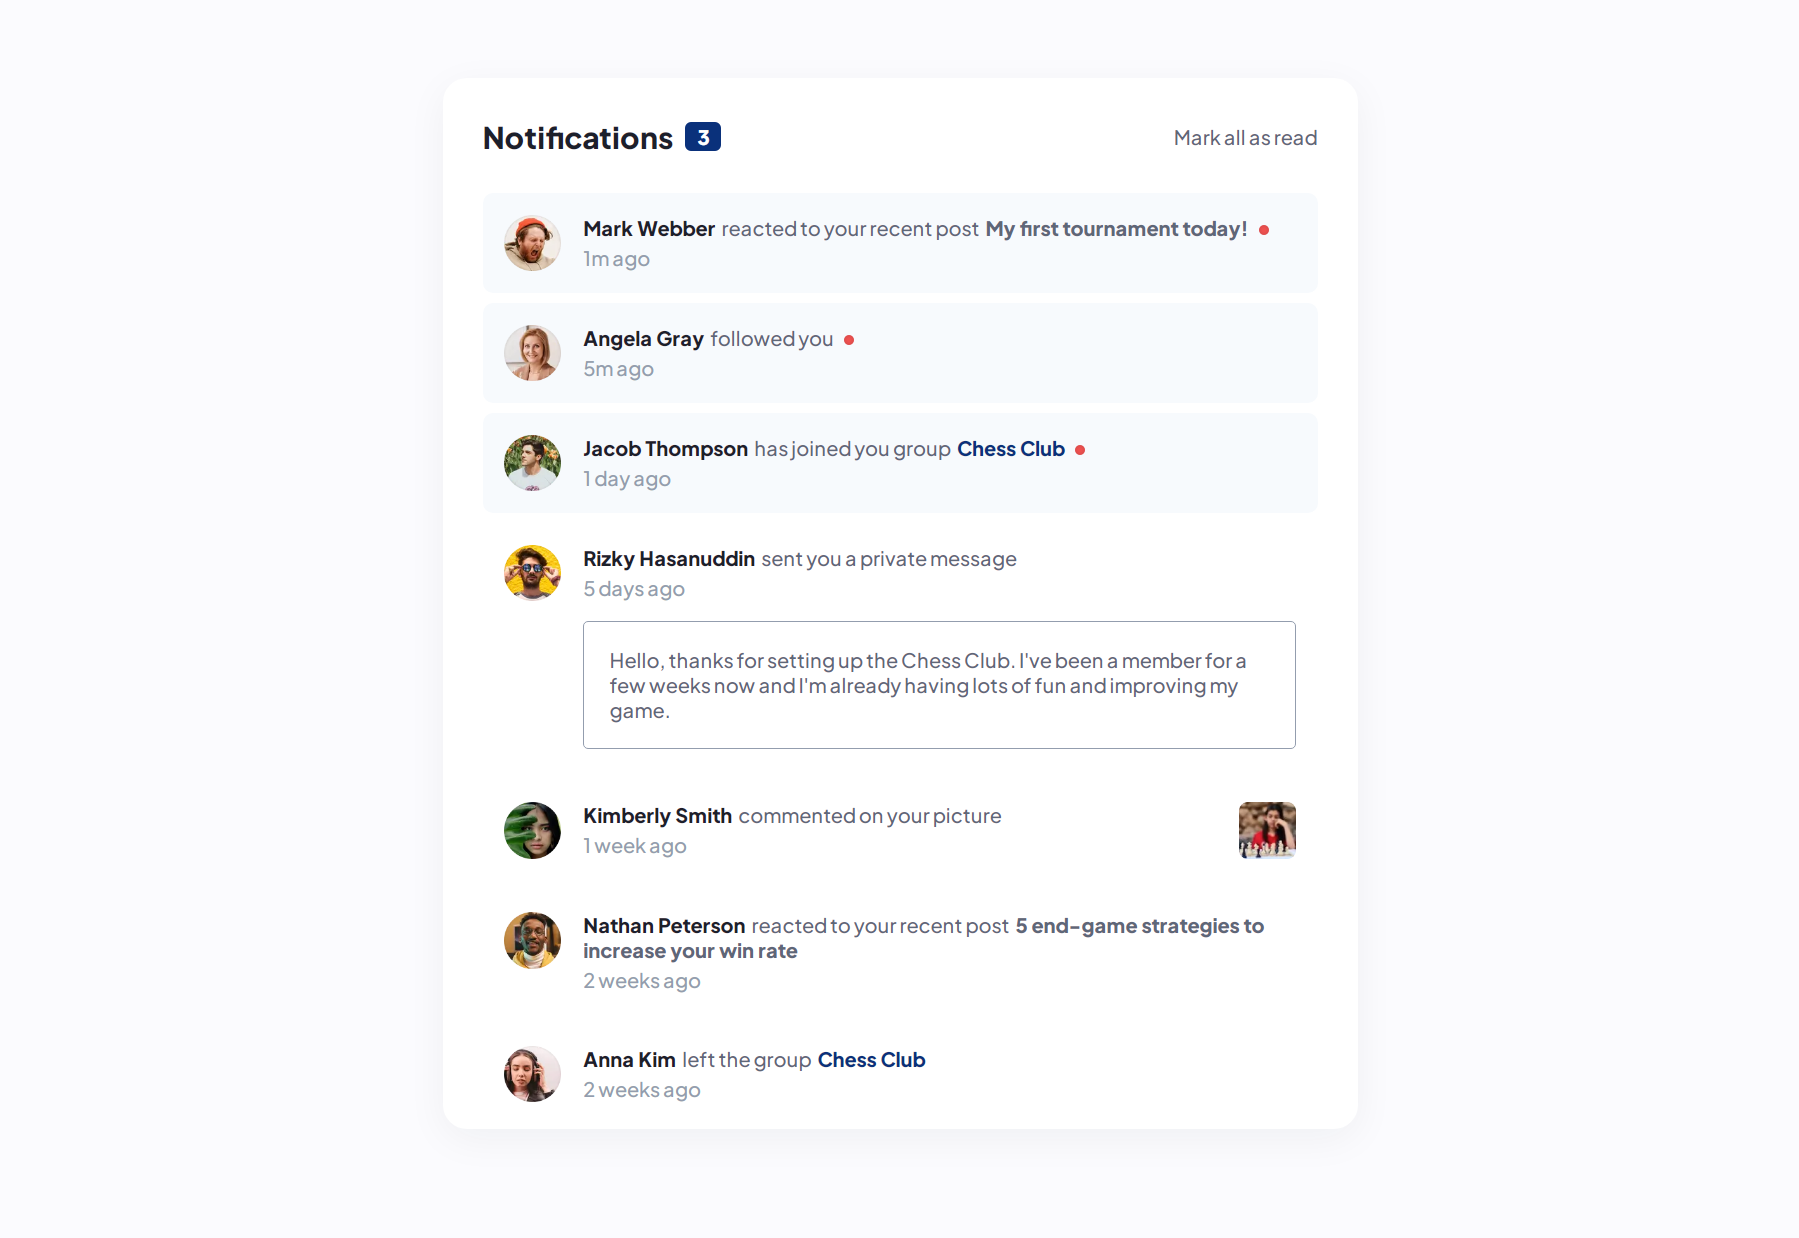 Notifications 3
Mark all as read
Mark Webber reacted to your recent post My first tournament today!
1m ago
Angela Gray followed you
5m ago
Jacob Thompson has joined you group Chess Club
1 day ago
Rizky Hasanuddin sent you a private message
5 days ago
Hello, thanks for setting up the Chess Club. I've been a member for a
few weeks now and I'm already having lots of fun and improving my
game.
Kimberly Smith commented on your picture
1 week ago
Nathan Peterson reacted to your recent post 5 end-game strategies to
increase your win rate
2 weeks ago
Anna Kim left the group Chess Club
2 weeks ago